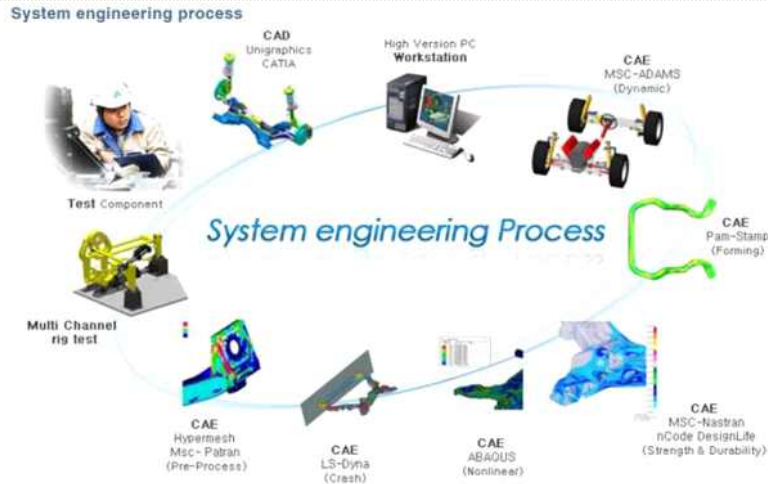 System engineering process
CAD
Unigraphics
CATIA
High Version PC
Workstation
CAE
MSC-ADAMS
(Dynamic)
Test Component
System engineering Process
CAE
Pam-Stamp
(Forming)
Multi Channel
rig test
CAE
Hypermesh
Msc- Patran
(Pre-Process)
CAE
LS-Dyna
(Crash)
CAE
ABAQUS
(Nonlinear)
CAE
MSC-Nastran
nCode DesignLife
(Strength & Durability)